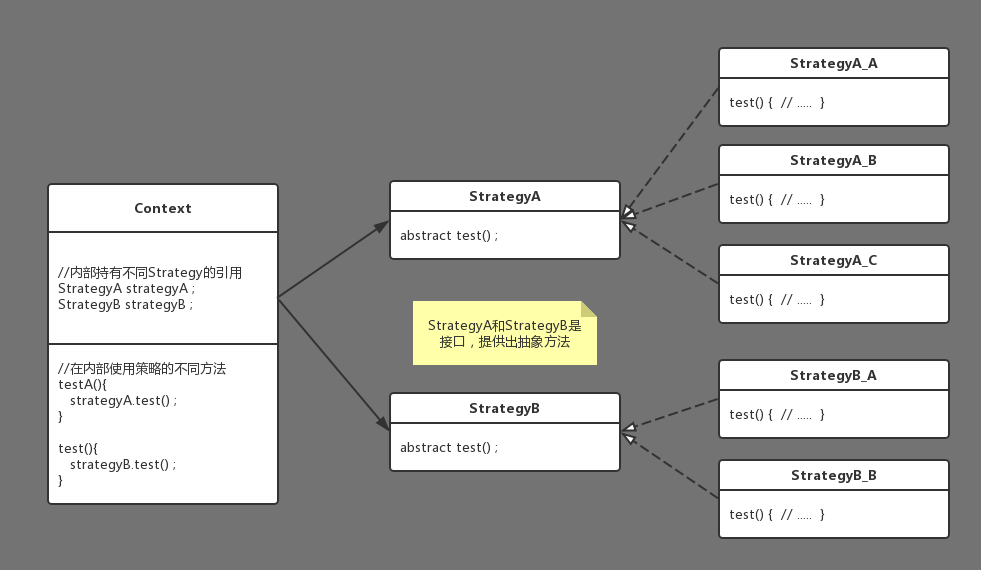 Context
//内部持有不同Strategy的引用
StrategyA strategyA ;
StrategyB strategyB ;
//在内部使用策略的不同方法
testA(){
strategyA.test() ;
}
test(){
strategyB.test() ;
}
StrategyA
abstract test() ;
StrategyA和StrategyB是
接口，提供出抽象方法
StrategyB
abstract test() ;
StrategyA_A
test() { // ..... }
StrategyA_B
test() { // ..... }
StrategyA_C
test() { // ..... }
StrategyB_A
test() { // ..... }
StrategyB_B
test() { // ..... }